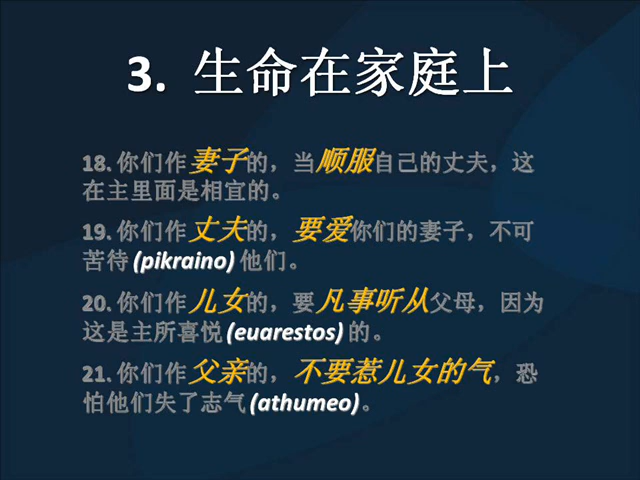 3. 生命在家庭上
18. 你们作妻子的，当顺服自己的丈夫，这
在主里面是相宜的。
19. 你们作丈夫的，要爱你们的妻子，不可
苦待 (pikraino) 他们。
20. 你们作儿女的，要凡事听从父母，因为
这是主所喜悦 (euarestos) 的。
21. 你们作父亲的，不要惹儿女的气，恐
怕他们失了志气 (athumeo)。